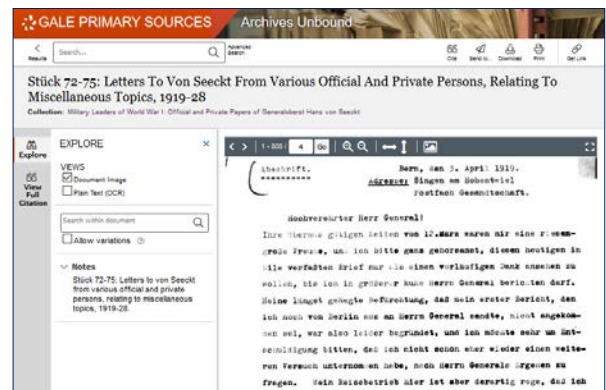 GALE PRIMARY SOURCES
Archives Unbound
Results
Search...
Advanced
Search
Cite
Send to...
Download
Print
Get Link
Stück 72-75: Letters To Von Seeckt From Various Official And Private Persons, Relating To
Miscellaneous Topics, 1919-28
Collection: Military Leaders of World War I: Official and Private Papers of Generaloberst Hans von Seeckt
Explore
View
Full
Citation
EXPLORE
×
VIEWS
Document Image
Plain Text (OCR)
Search within document
Allow variations
Notes
Stück 72-75: Letters to von Seeckt
from various official and private
persons, relating to miscellaneous
topics, 1919-28.
4
Go
Abschrift.
Bern, den 3. April 1919.
Adresse: Singen am Hohentwiel
Postfach Gesandtschaft.
Hochverehrter Herr General!
Ihre gütigen Zeilen vom 12.März waren mir eine riesen-
große Freude, und ich bitte ganz gehorsamst, diesen heutigen in
Eile verfaßten Brief nur als einen vorläufigen Dank ansehen zu
wollen, bis ich in größerer Ruhe Herrn General berichten darf.
Meine längst gehegte Befürchtung, daß mein erster Bericht, den
ich noch von Berlin aus an Herrn General sandte, nicht angekom-
men sei, war also leider begründet, und ich möchte sehr um Ent-
schuldigung bitten, daß ich nicht schon eher wieder einen weite-
ren Versuch unternommen habe, nach Herrn Generals Ergehen zu
fragen. Mein Reisebetrieb hier ist aber derartig rege, daß ich